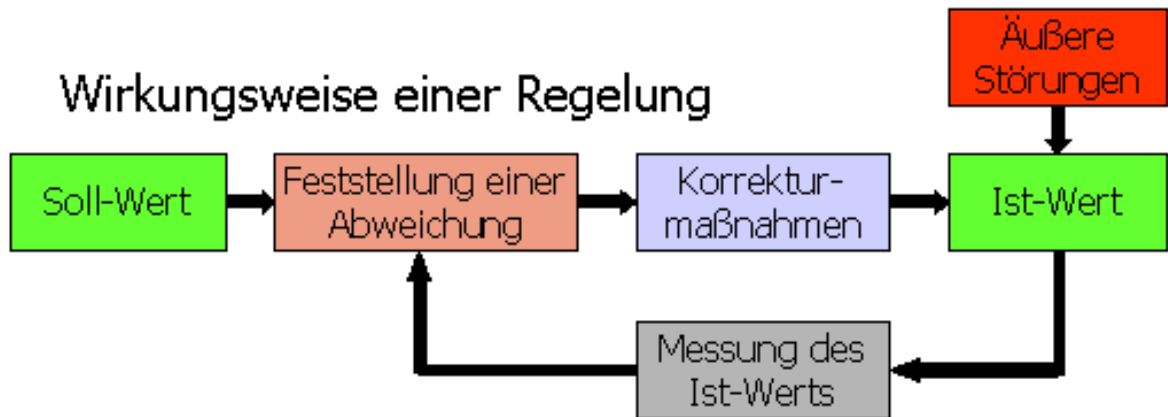 Äußere
Störungen
Wirkungsweise einer Regelung
Soll-Wert
Feststellung einer
Abweichung
Korrektur-
maßnahmen
Ist-Wert
Messung des
Ist-Werts